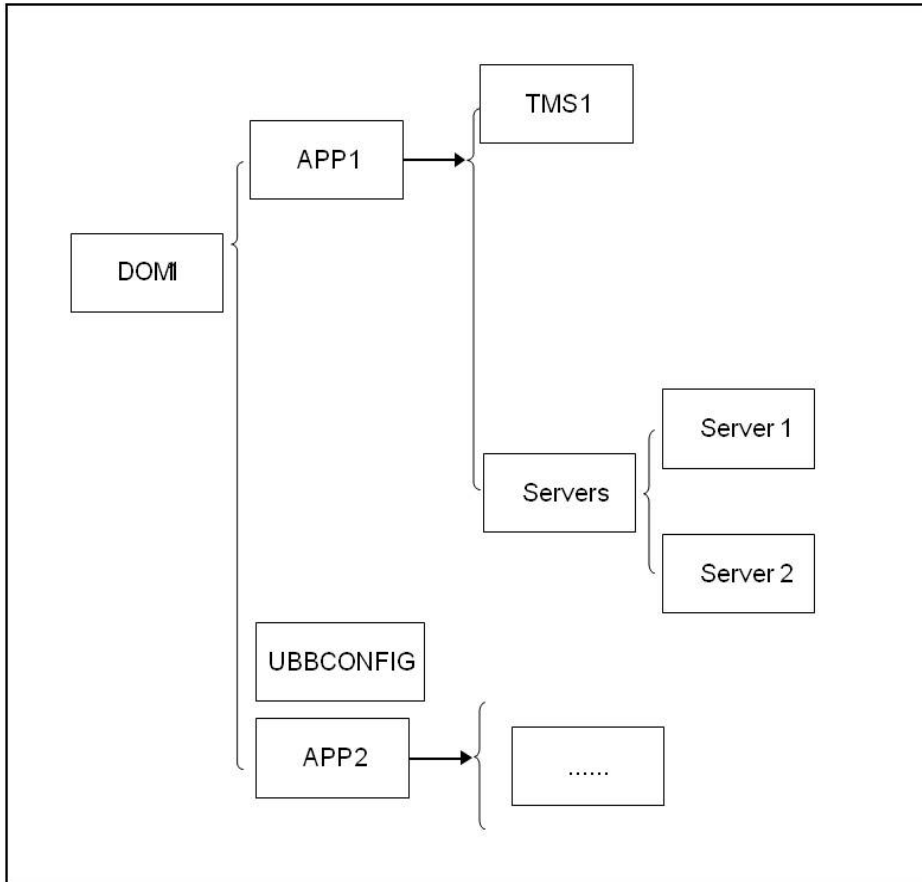 TMS1
APP1
DOM1
Server 1
Servers
Server 2
UBBCONFIG
APP2
......